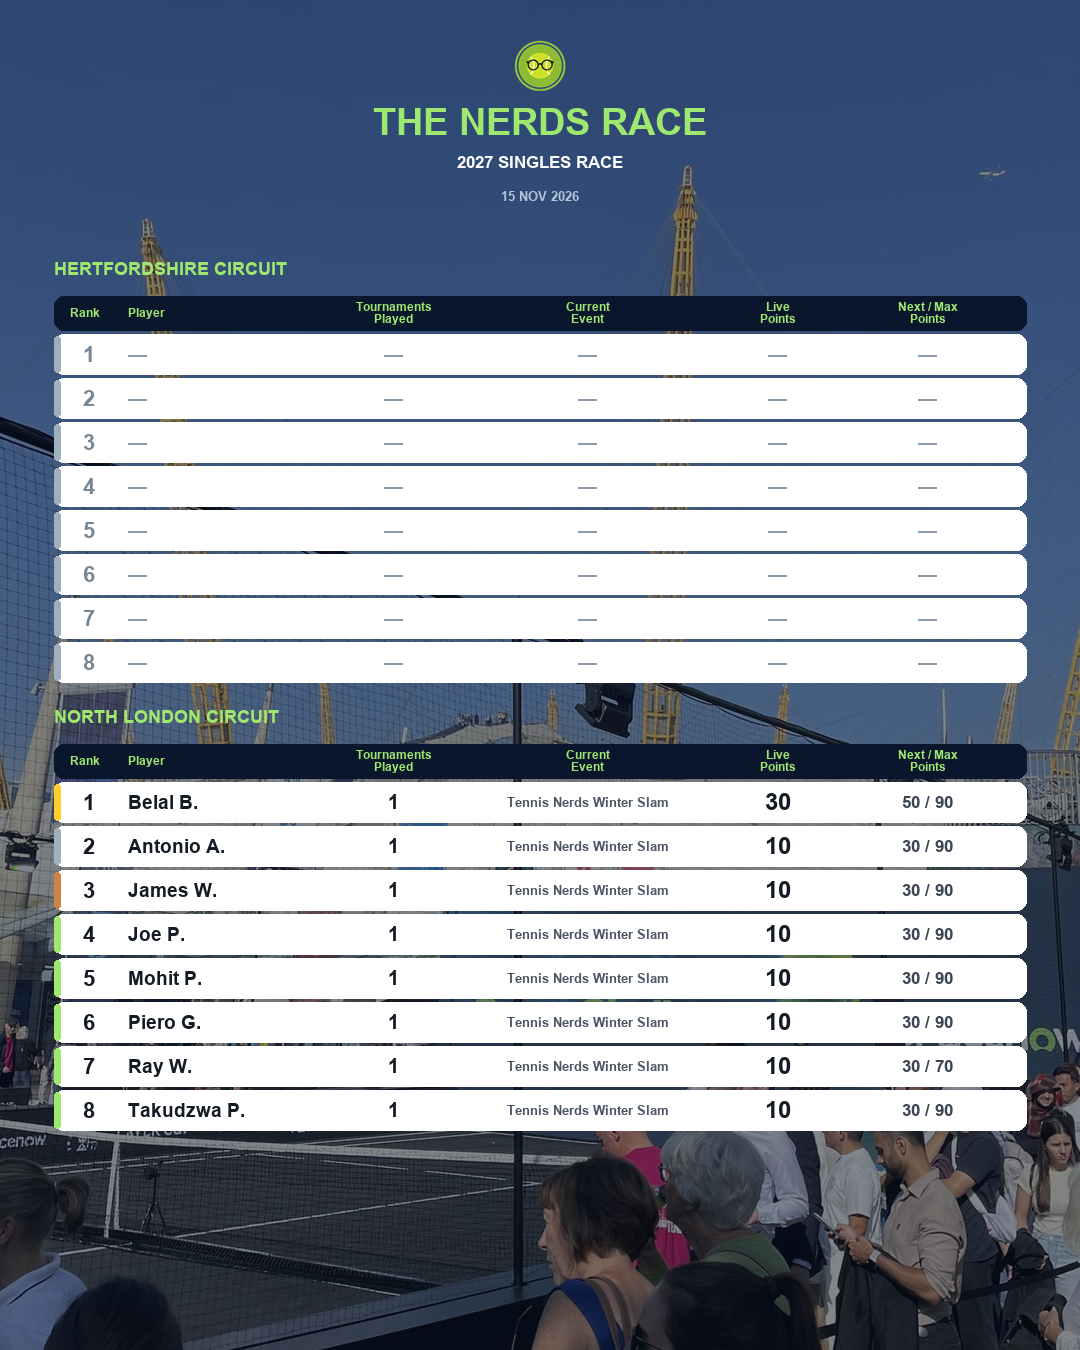 THE NERDS RACE
2027 SINGLES RACE
15 NOV 2026
HERTFORDSHIRE CIRCUIT
Rank Player Tournaments Played Current Event Live Points Next / Max Points
1 — — — — —
2 — — — — —
3 — — — — —
4 — — — — —
5 — — — — —
6 — — — — —
7 — — — — —
8 — — — — —
NORTH LONDON CIRCUIT
Rank Player Tournaments Played Current Event Live Points Next / Max Points
1 Belal B. 1 Tennis Nerds Winter Slam 30 50 / 90
2 Antonio A. 1 Tennis Nerds Winter Slam 10 30 / 90
3 James W. 1 Tennis Nerds Winter Slam 10 30 / 90
4 Joe P. 1 Tennis Nerds Winter Slam 10 30 / 90
5 Mohit P. 1 Tennis Nerds Winter Slam 10 30 / 90
6 Piero G. 1 Tennis Nerds Winter Slam 10 30 / 90
7 Ray W. 1 Tennis Nerds Winter Slam 10 30 / 70
8 Takudzwa P. 1 Tennis Nerds Winter Slam 10 30 / 90
cenow